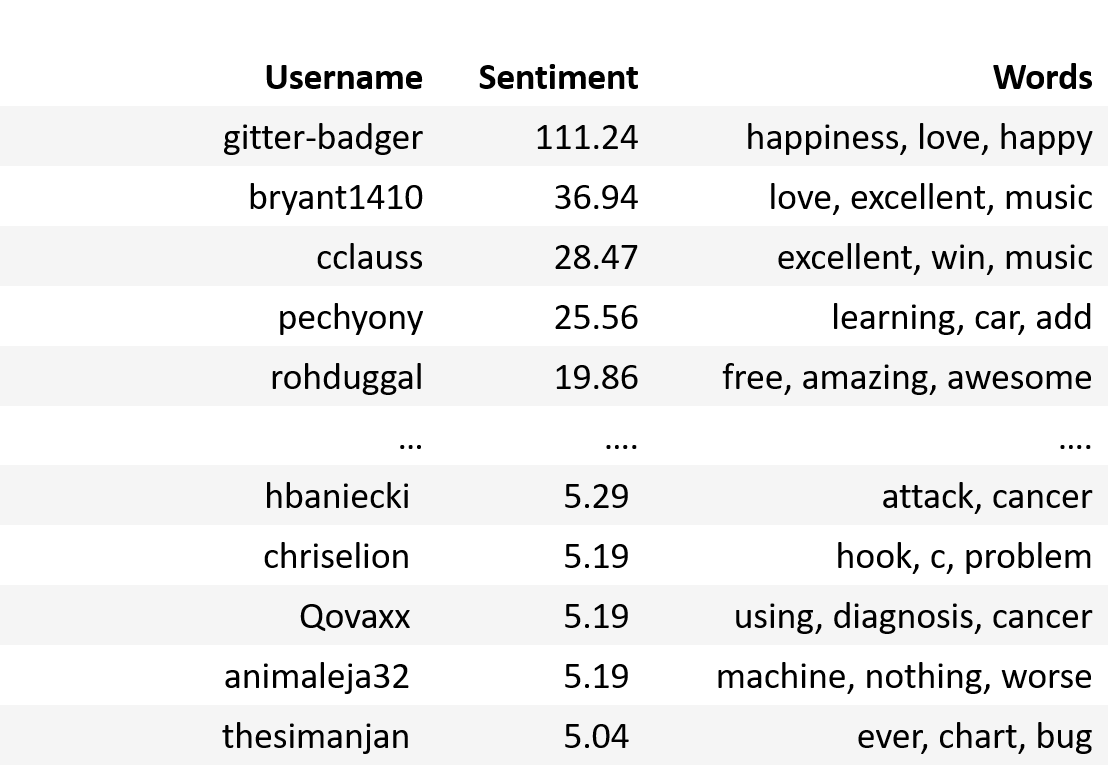 Username Sentiment Words
gitter-badger 111.24 happiness, love, happy
bryant1410 36.94 love, excellent, music
cclauss 28.47 excellent, win, music
pechyony 25.56 learning, car, add
rohduggal 19.86 free, amazing, awesome
... .... ....
hbaniecki 5.29 attack, cancer
chriselion 5.19 hook, c, problem
Qovaxx 5.19 using, diagnosis, cancer
animaleja32 5.19 machine, nothing, worse
thesimanjan 5.04 ever, chart, bug